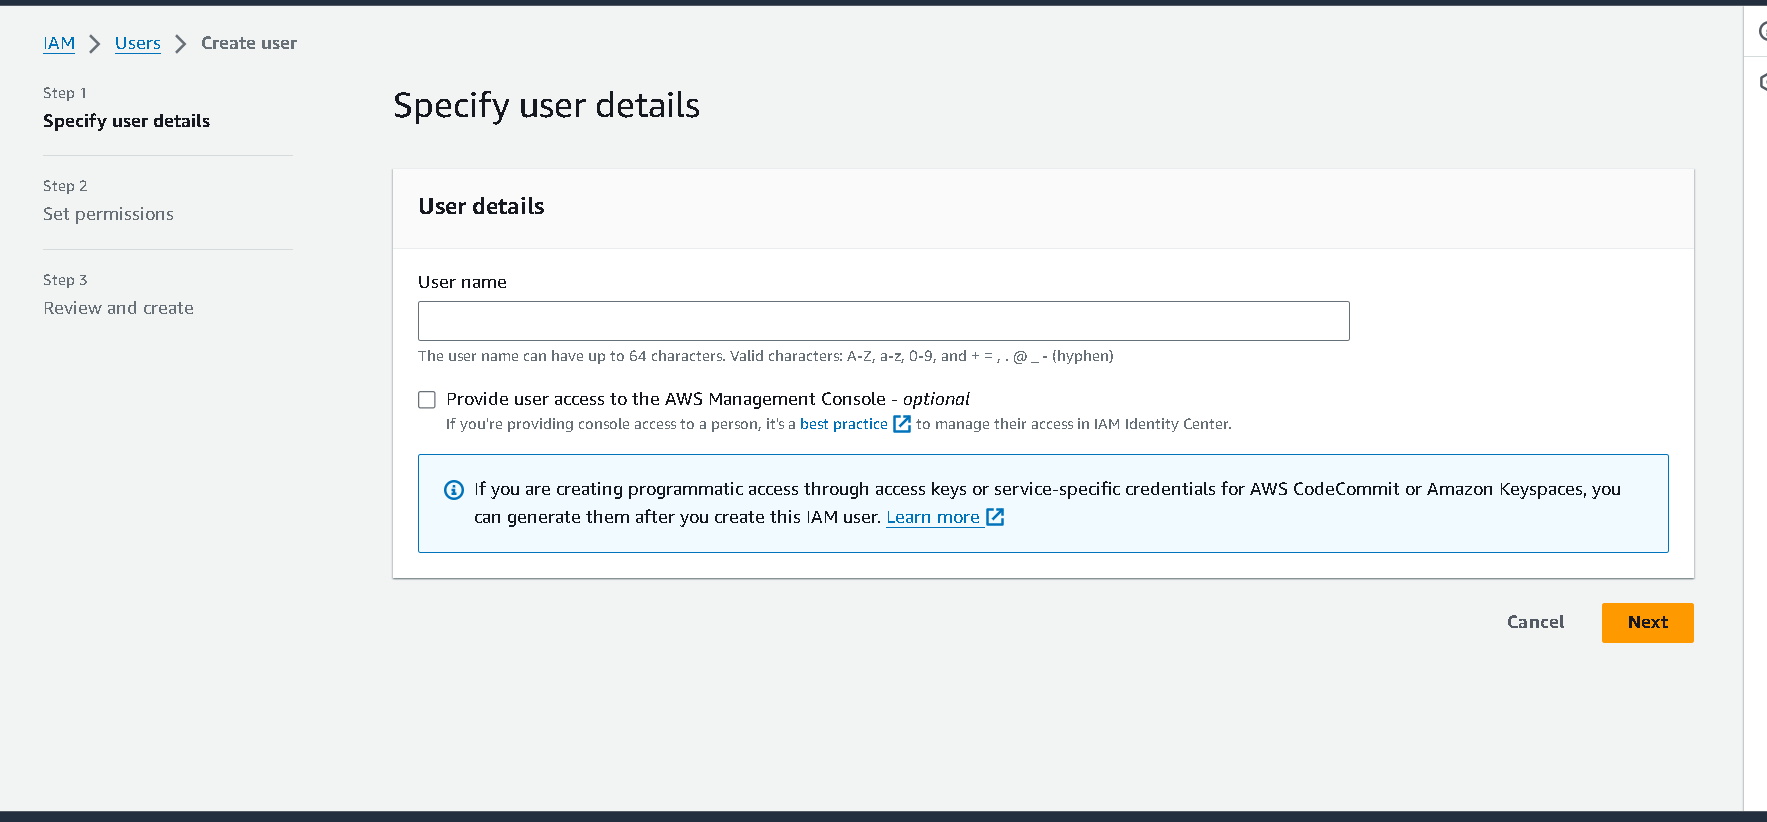 IAM > Users > Create user
Step 1
Specify user details
Step 2
Set permissions
Step 3
Review and create
Specify user details
User details
User name
The user name can have up to 64 characters. Valid characters: A-Z, a-z, 0-9, and + = , . @ _ - (hyphen)
Provide user access to the AWS Management Console - optional
If you're providing console access to a person, it's a best practice to manage their access in IAM Identity Center.
If you are creating programmatic access through access keys or service-specific credentials for AWS CodeCommit or Amazon Keyspaces, you
can generate them after you create this IAM user. Learn more
Cancel
Next